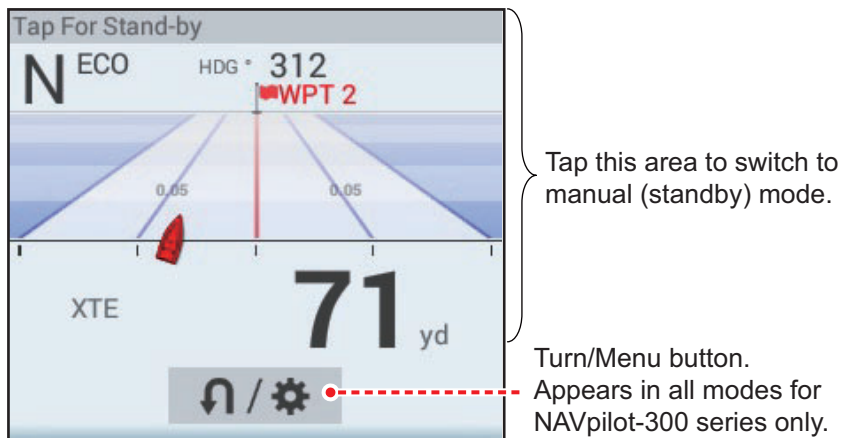 Tap For Stand-by
N ECO HDG ° 312
WPT 2
0.05 0.05
XTE 71 yd
/
Tap this area to switch to
manual (standby) mode.
Turn/Menu button.
Appears in all modes for
NAVpilot-300 series only.